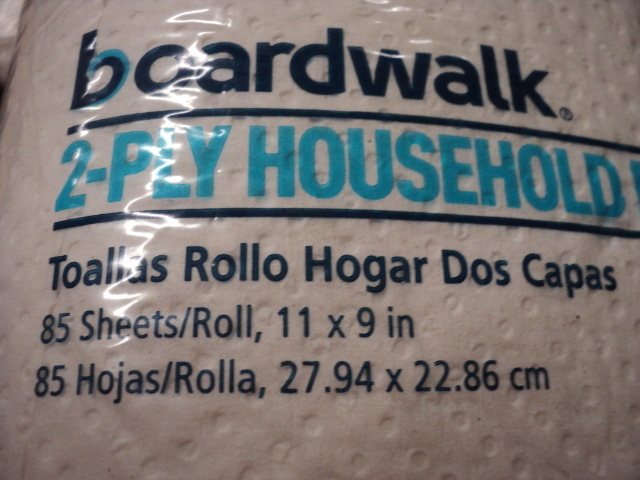 boardwalk®
2-PLY HOUSEHOLD
Toallas Rollo Hogar Dos Capas
85 Sheets/Roll, 11 x 9 in
85 Hojas/Rolla, 27.94 x 22.86 cm